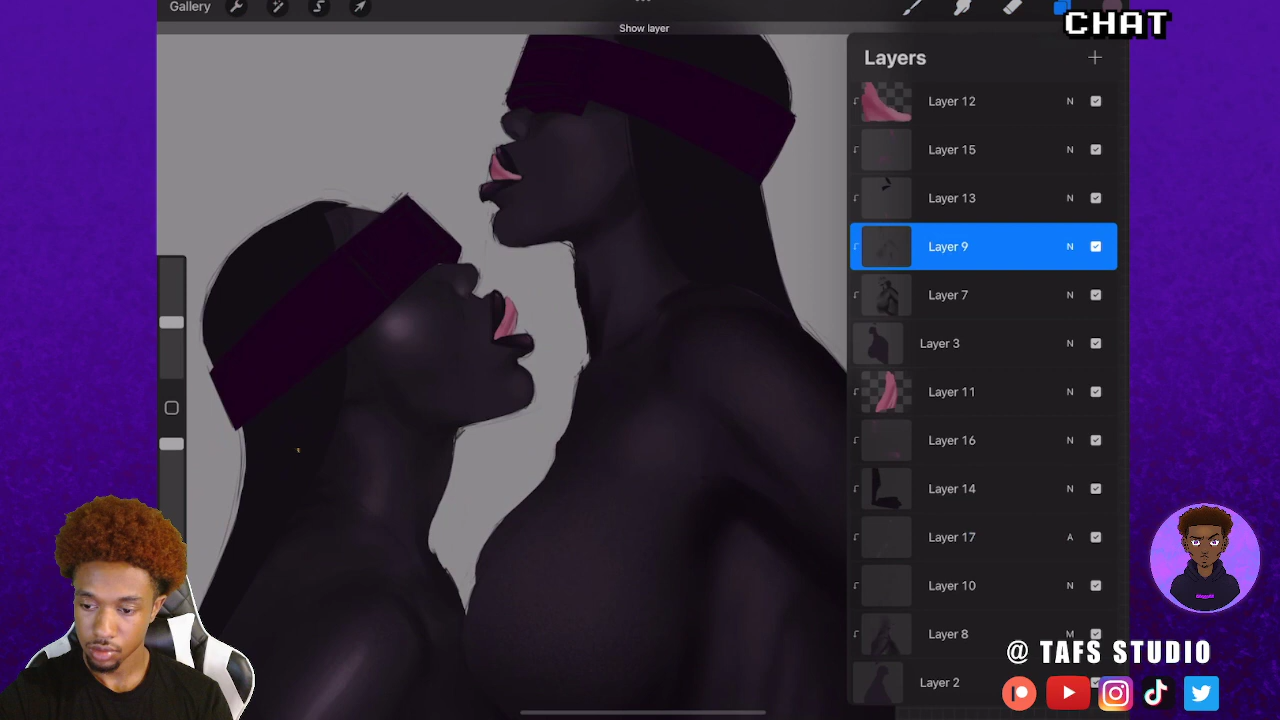 Gallery
Show layer
CHAT
Layers
Layer 12 N
Layer 15 N
Layer 13 N
Layer 9 N
Layer 7 N
Layer 3 N
Layer 11 N
Layer 16 N
Layer 14 N
Layer 17 A
Layer 10 N
Layer 8 M
Layer 2
@ TAFS STUDIO